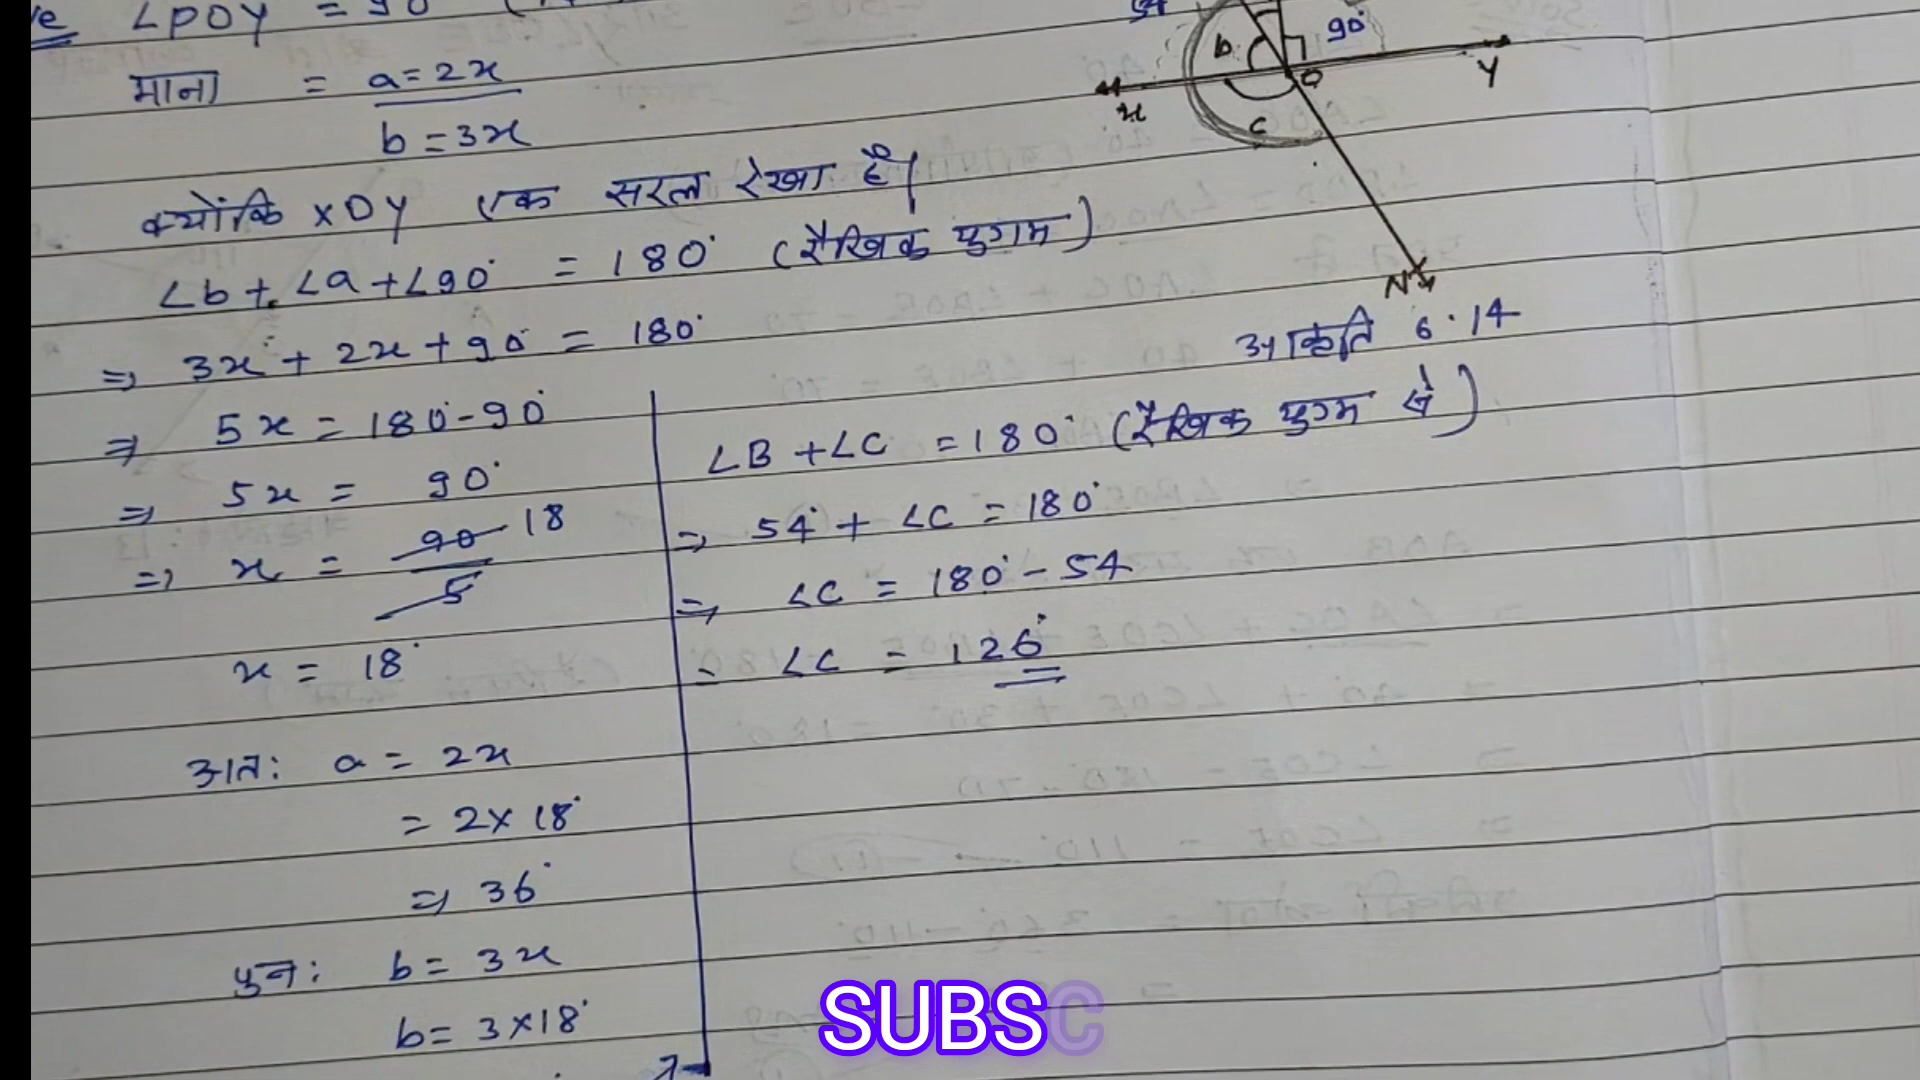 ∠POY = 90°
माना = a = 2x
b = 3x
क्योंकि XOY एक सरल रेखा है।
∠b + ∠a + ∠90° = 180° (रैखिक युगम)
⇒ 3x + 2x + 90° = 180°
⇒ 5x = 180° - 90°
⇒ 5x = 90°
⇒ x = 90/5 18
x = 18°
अतः a = 2x
= 2 × 18°
⇒ 36°
पुनः b = 3x
b = 3 × 18°
b
90°
O
x
Y
c
N
आकृति 6.14
∠B + ∠C = 180° (रैखिक युगम से)
⇒ 54° + ∠C = 180°
⇒ ∠C = 180° - 54
= ∠C = 126°
SUBSC